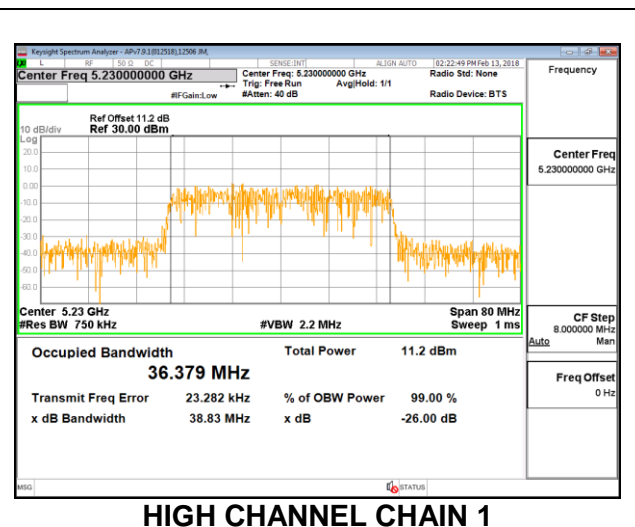 Keysight Spectrum Analyzer - APv7.9.1(012518),12506 JM,
L RF 50 Ω DC SENSE:INT ALIGN AUTO 02:22:49 PM Feb 13, 2018
Center Freq 5.230000000 GHz Center Freq: 5.230000000 GHz Radio Std: None Frequency
Trig: Free Run Avg|Hold: 1/1
#IFGain:Low #Atten: 40 dB Radio Device: BTS
Ref Offset 11.2 dB
10 dB/div Ref 30.00 dBm
Log
20.0
10.0
0.00
-10.0
-20.0
-30.0
-40.0
-50.0
-60.0
Center Freq
5.230000000 GHz
Center 5.23 GHz Span 80 MHz
#Res BW 750 kHz #VBW 2.2 MHz Sweep 1 ms
CF Step
8.000000 MHz
Auto Man
Occupied Bandwidth Total Power 11.2 dBm
36.379 MHz
Freq Offset
0 Hz
Transmit Freq Error 23.282 kHz % of OBW Power 99.00 %
x dB Bandwidth 38.83 MHz x dB -26.00 dB
MSG STATUS
HIGH CHANNEL CHAIN 1